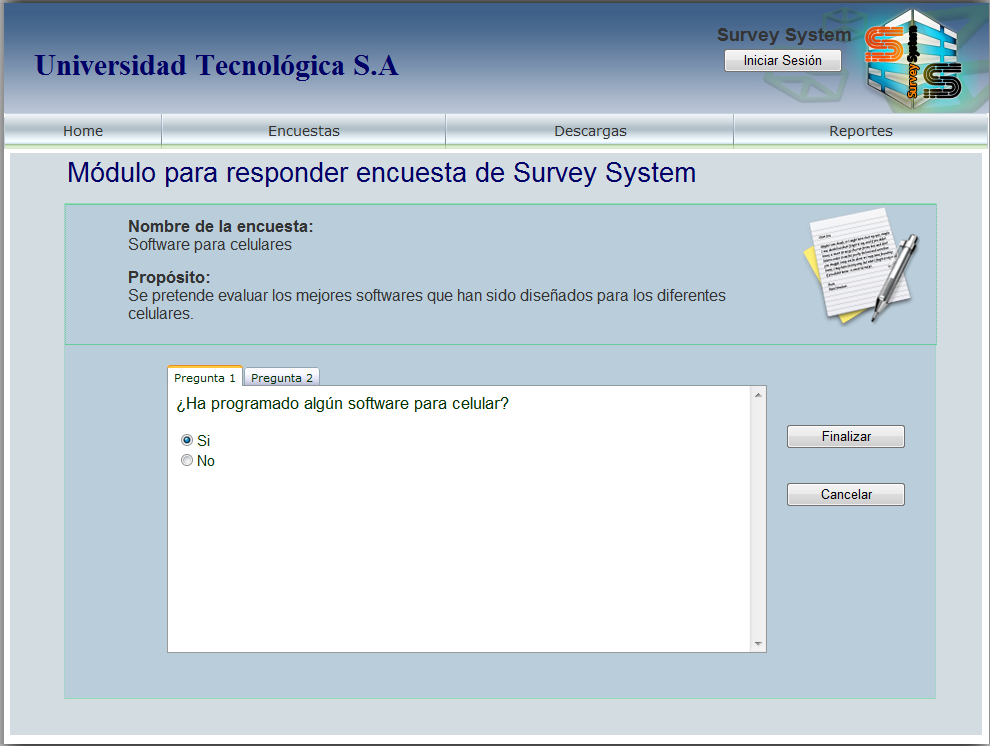 Universidad Tecnológica S.A
Survey System
Iniciar Sesión
Survey System
Home
Encuestas
Descargas
Reportes
Módulo para responder encuesta de Survey System
Nombre de la encuesta:
Software para celulares
Propósito:
Se pretende evaluar los mejores softwares que han sido diseñados para los diferentes
celulares.
Pregunta 1
Pregunta 2
¿Ha programado algún software para celular?
Si
No
Finalizar
Cancelar